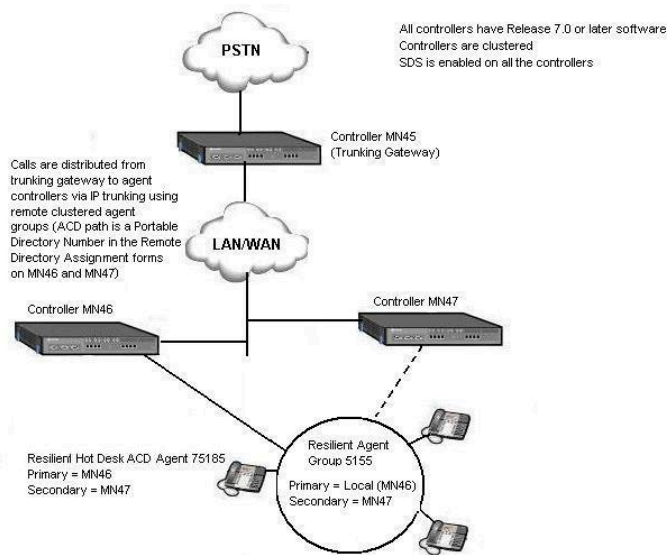 PSTN
All controllers have Release 7.0 or later software
Controllers are clustered
SDS is enabled on all the controllers
Controller MN45
(Trunking Gateway)
Calls are distributed from
trunking gateway to agent
controllers via IP trunking using
remote clustered agent
groups (ACD path is a Portable
Directory Number in the Remote
Directory Assignment forms
on MN46 and MN47)
LAN/WAN
Controller MN46
Controller MN47
Resilient Hot Desk ACD Agent 75185
Primary = MN46
Secondary = MN47
Resilient Agent
Group 5155
Primary = Local (MN46)
Secondary = MN47